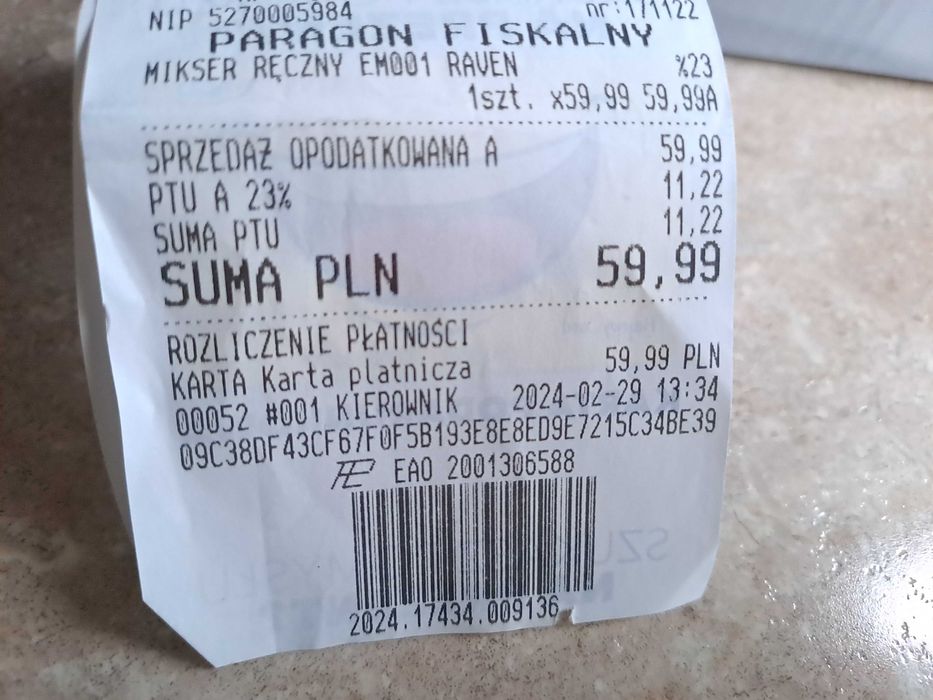 NIP 5270005984 nr:171122
PARAGON FISKALNY
MIKSER RĘCZNY EM001 RAVEN %23
1szt. x59,99 59,99A
SPRZEDAŻ OPODATKOWANA A 59,99
PTU A 23% 11,22
SUMA PTU 11,22
SUMA PLN 59,99
ROZLICZENIE PŁATNOŚCI
KARTA Karta płatnicza 59,99 PLN
00052 #001 KIEROWNIK 2024-02-29 13:34
09C38DF43CF67F0F5B193E8E8ED9E7215C34BE39
EAO 2001306588
2024.17434.009136